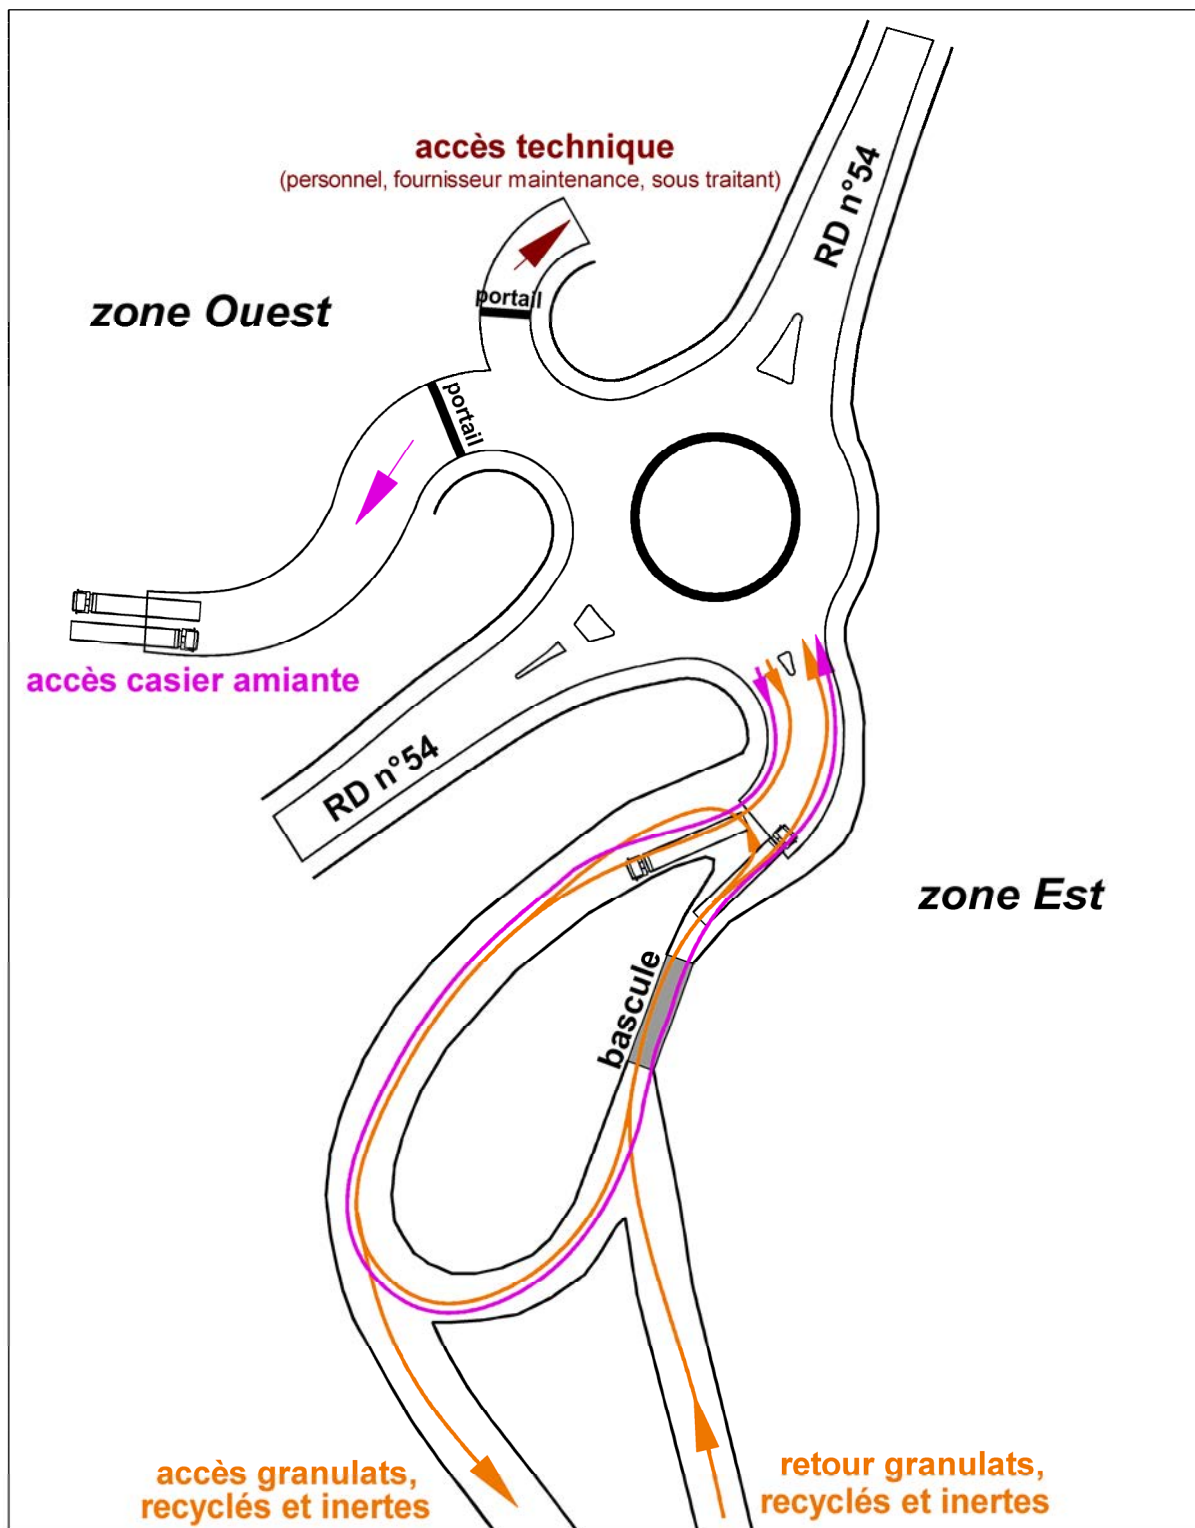 accès technique
(personnel, fournisseur maintenance, sous traitant)
RD n°54
portail
zone Ouest
portail
accès casier amiante
RD n°54
zone Est
bascule
accès granulats,
recyclés et inertes
retour granulats,
recyclés et inertes